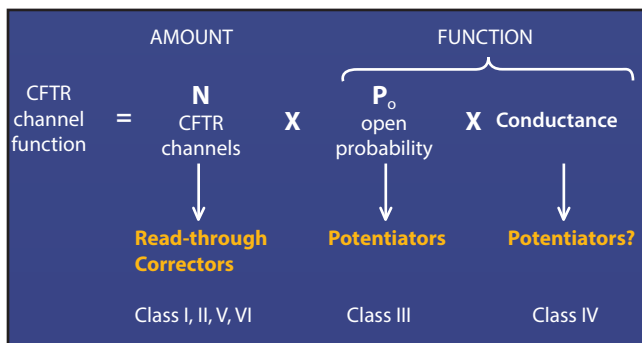 AMOUNT FUNCTION
CFTR
channel
function
=
N
CFTR
channels
X
Pₒ
open
probability
X
Conductance
Read-through
Correctors
Potentiators
Potentiators?
Class I, II, V, VI
Class III
Class IV